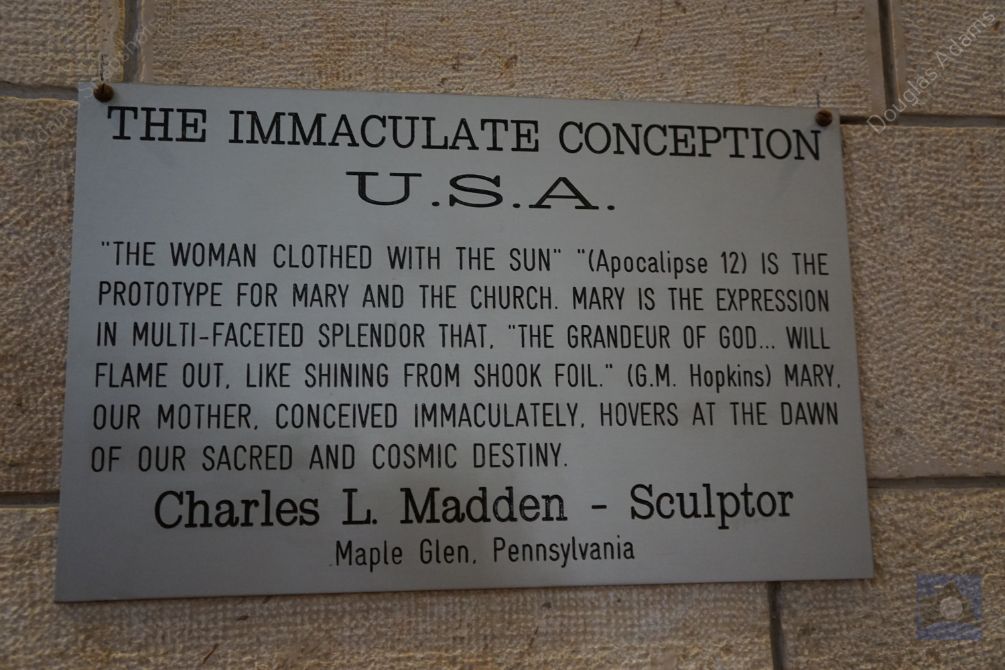 THE IMMACULATE CONCEPTION
U.S.A.
"THE WOMAN CLOTHED WITH THE SUN" "(Apocalipse 12) IS THE
PROTOTYPE FOR MARY AND THE CHURCH. MARY IS THE EXPRESSION
IN MULTI-FACETED SPLENDOR THAT, "THE GRANDEUR OF GOD... WILL
FLAME OUT, LIKE SHINING FROM SHOOK FOIL." (G.M. Hopkins) MARY,
OUR MOTHER, CONCEIVED IMMACULATELY, HOVERS AT THE DAWN
OF OUR SACRED AND COSMIC DESTINY.
Charles L. Madden - Sculptor
Maple Glen, Pennsylvania
Douglas Adams